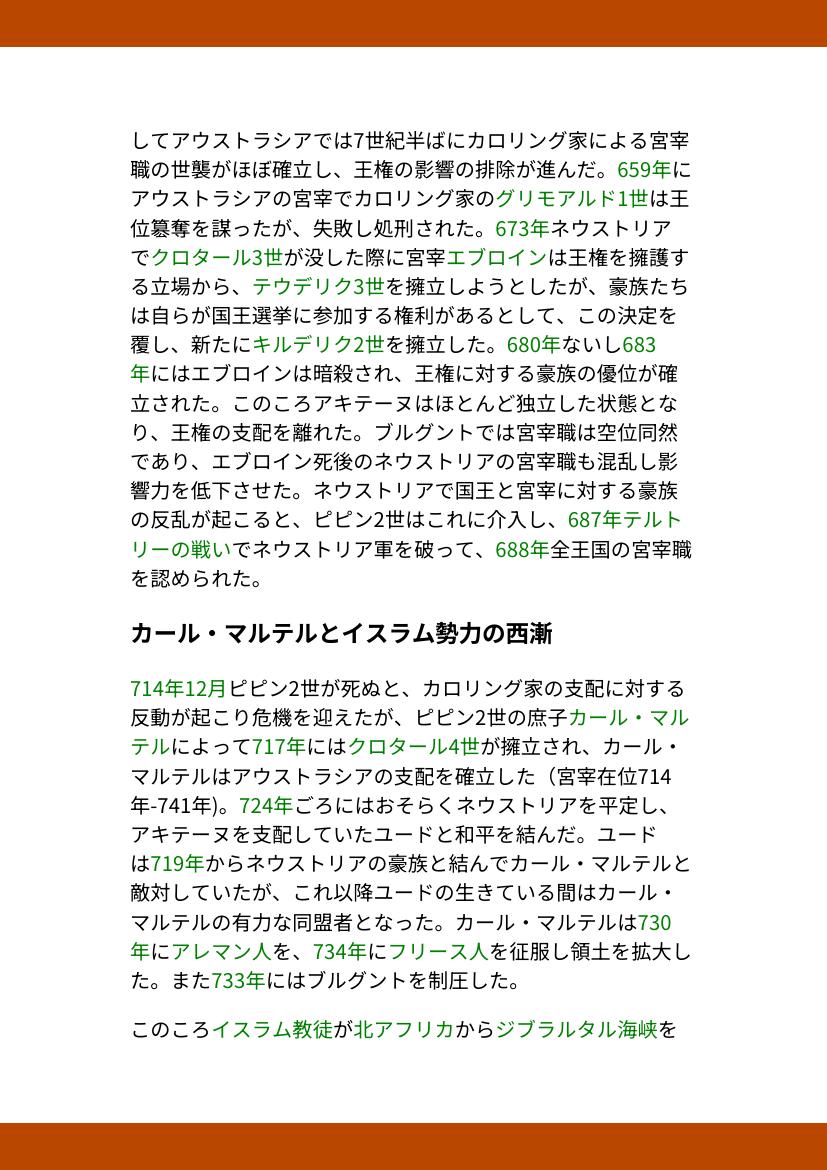 してアウストラシアでは7世紀半ばにカロリング家による宮宰
職の世襲がほぼ確立し、王権の影響の排除が進んだ。659年に
アウストラシアの宮宰でカロリング家のグリモアルド1世は王
位簒奪を謀ったが、失敗し処刑された。673年ネウストリア
でクロタール3世が没した際に宮宰エブロインは王権を擁護す
る立場から、テウデリク3世を擁立しようとしたが、豪族たち
は自らが国王選挙に参加する権利があるとして、この決定を
覆し、新たにキルデリク2世を擁立した。680年ないし683
年にはエブロインは暗殺され、王権に対する豪族の優位が確
立された。このころアキテーヌはほとんど独立した状態とな
り、王権の支配を離れた。ブルグントでは宮宰職は空位同然
であり、エブロイン死後のネウストリアの宮宰職も混乱し影
響力を低下させた。ネウストリアで国王と宮宰に対する豪族
の反乱が起こると、ピピン2世はこれに介入し、687年テルト
リーの戦いでネウストリア軍を破って、688年全王国の宮宰職
を認められた。
カール・マルテルとイスラム勢力の西漸
714年12月ピピン2世が死ぬと、カロリング家の支配に対する
反動が起こり危機を迎えたが、ピピン2世の庶子カール・マル
テルによって717年にはクロタール4世が擁立され、カール・
マルテルはアウストラシアの支配を確立した（宮宰在位714
年-741年)。724年ごろにはおそらくネウストリアを平定し、
アキテーヌを支配していたユードと和平を結んだ。ユード
は719年からネウストリアの豪族と結んでカール・マルテルと
敵対していたが、これ以降ユードの生きている間はカール・
マルテルの有力な同盟者となった。カール・マルテルは730
年にアレマン人を、734年にフリース人を征服し領土を拡大し
た。また733年にはブルグントを制圧した。
このころイスラム教徒が北アフリカからジブラルタル海峡を